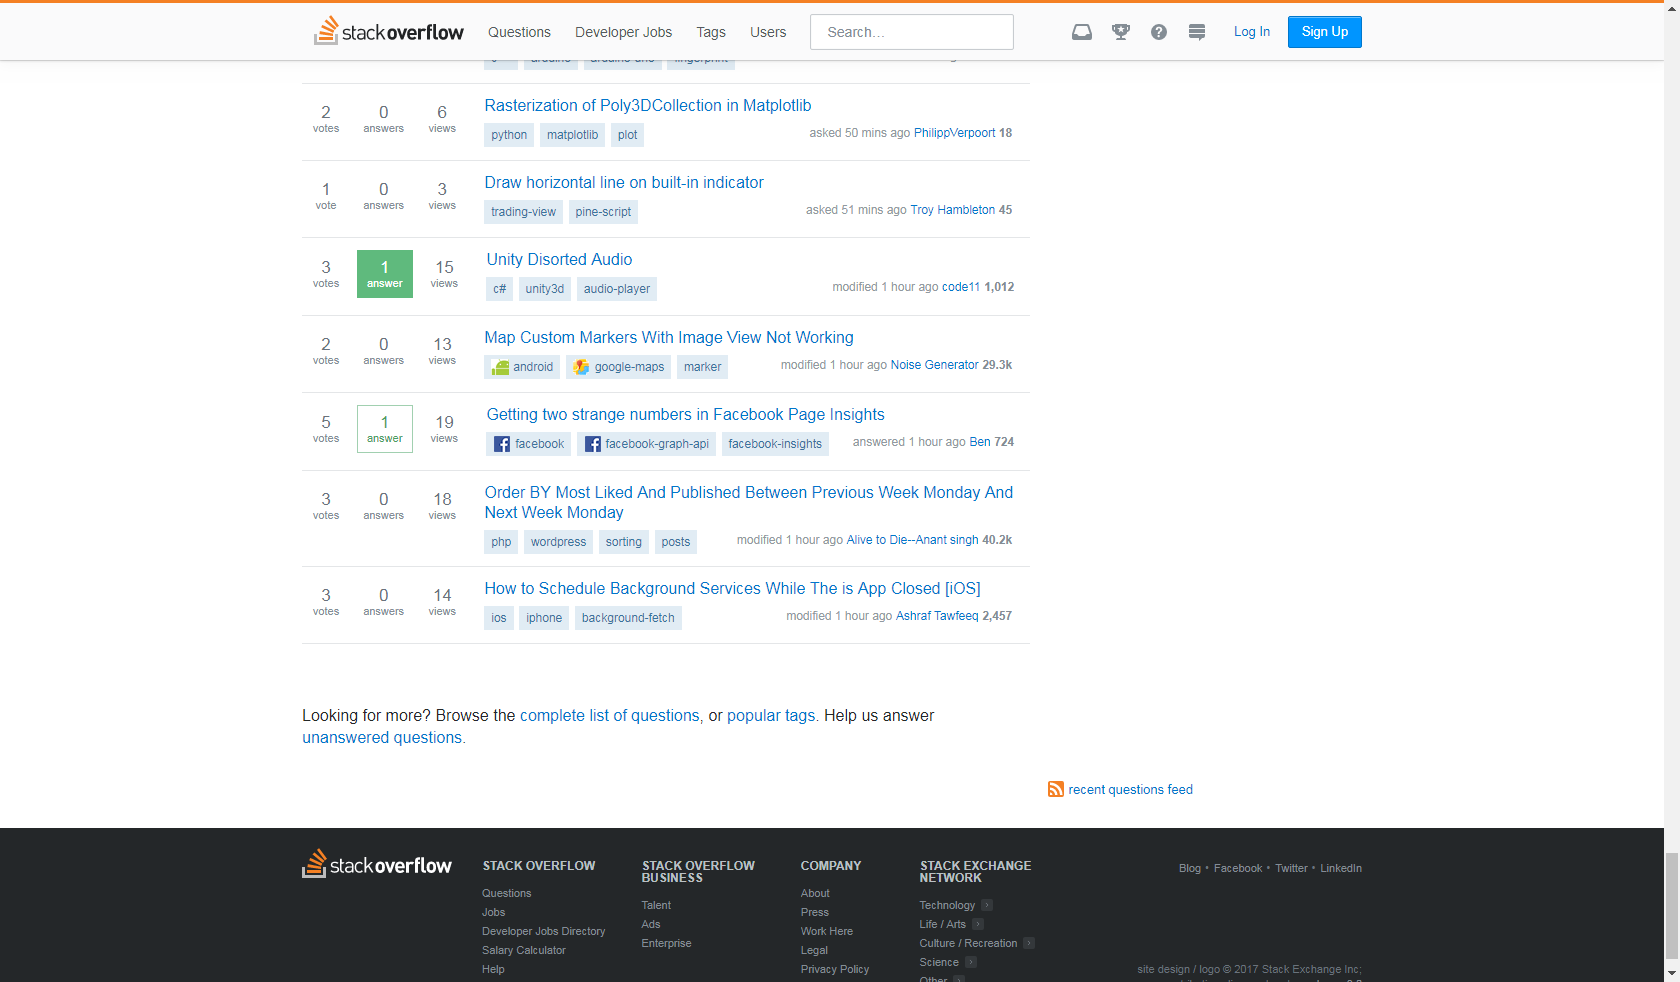 stackoverflow Questions Developer Jobs Tags Users Search... Log In Sign Up
2 votes 0 answers 6 views
Rasterization of Poly3DCollection in Matplotlib
python matplotlib plot
asked 50 mins ago PhilippVerpoort 18
1 vote 0 answers 3 views
Draw horizontal line on built-in indicator
trading-view pine-script
asked 51 mins ago Troy Hambleton 45
3 votes 1 answer 15 views
Unity Disorted Audio
c# unity3d audio-player
modified 1 hour ago code11 1,012
2 votes 0 answers 13 views
Map Custom Markers With Image View Not Working
android google-maps marker
modified 1 hour ago Noise Generator 29.3k
5 votes 1 answer 19 views
Getting two strange numbers in Facebook Page Insights
facebook facebook-graph-api facebook-insights
answered 1 hour ago Ben 724
3 votes 0 answers 18 views
Order BY Most Liked And Published Between Previous Week Monday And
Next Week Monday
php wordpress sorting posts
modified 1 hour ago Alive to Die--Anant singh 40.2k
3 votes 0 answers 14 views
How to Schedule Background Services While The is App Closed [iOS]
ios iphone background-fetch
modified 1 hour ago Ashraf Tawfeeq 2,457
Looking for more? Browse the complete list of questions, or popular tags. Help us answer
unanswered questions.
recent questions feed
stackoverflow
STACK OVERFLOW
Questions
Jobs
Developer Jobs Directory
Salary Calculator
Help
STACK OVERFLOW
BUSINESS
Talent
Ads
Enterprise
COMPANY
About
Press
Work Here
Legal
Privacy Policy
STACK EXCHANGE
NETWORK
Technology
Life / Arts
Culture / Recreation
Science
Other
Blog • Facebook • Twitter • LinkedIn
site design / logo © 2017 Stack Exchange Inc;